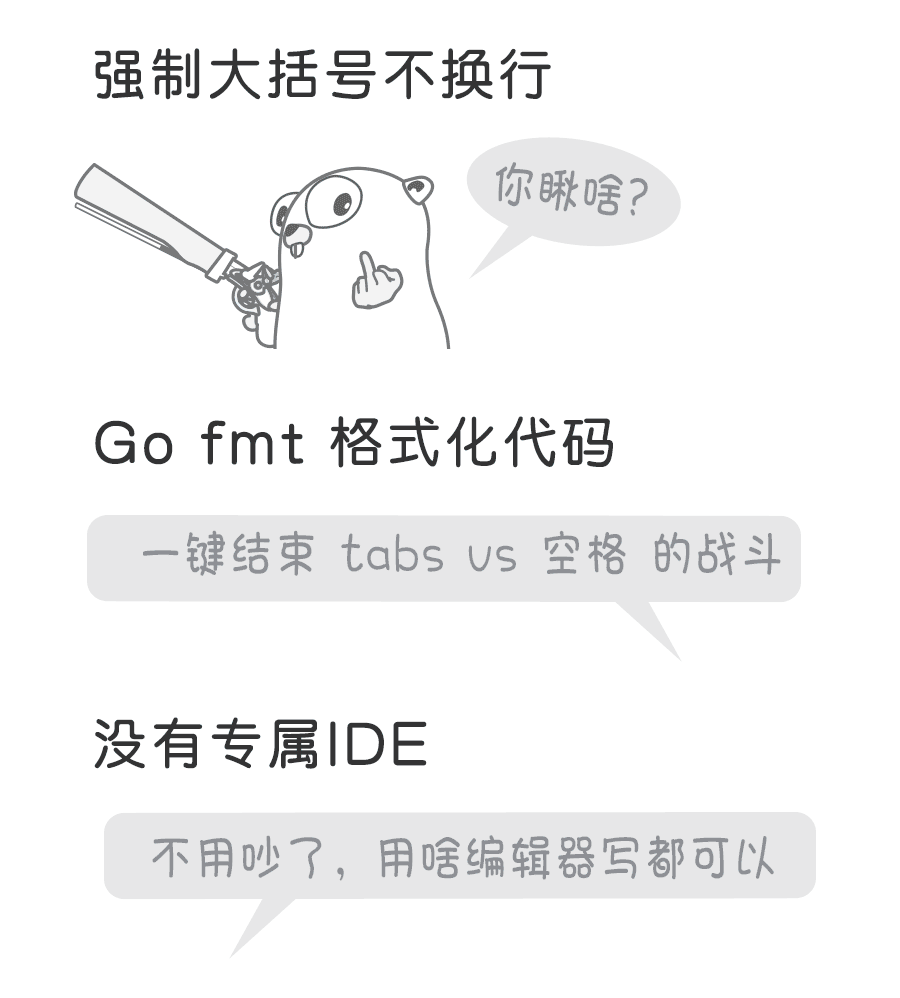 强制大括号不换行
你瞅啥?
Go fmt 格式化代码
一键结束 tabs vs 空格 的战斗
没有专属IDE
不用吵了，用啥编辑器写都可以